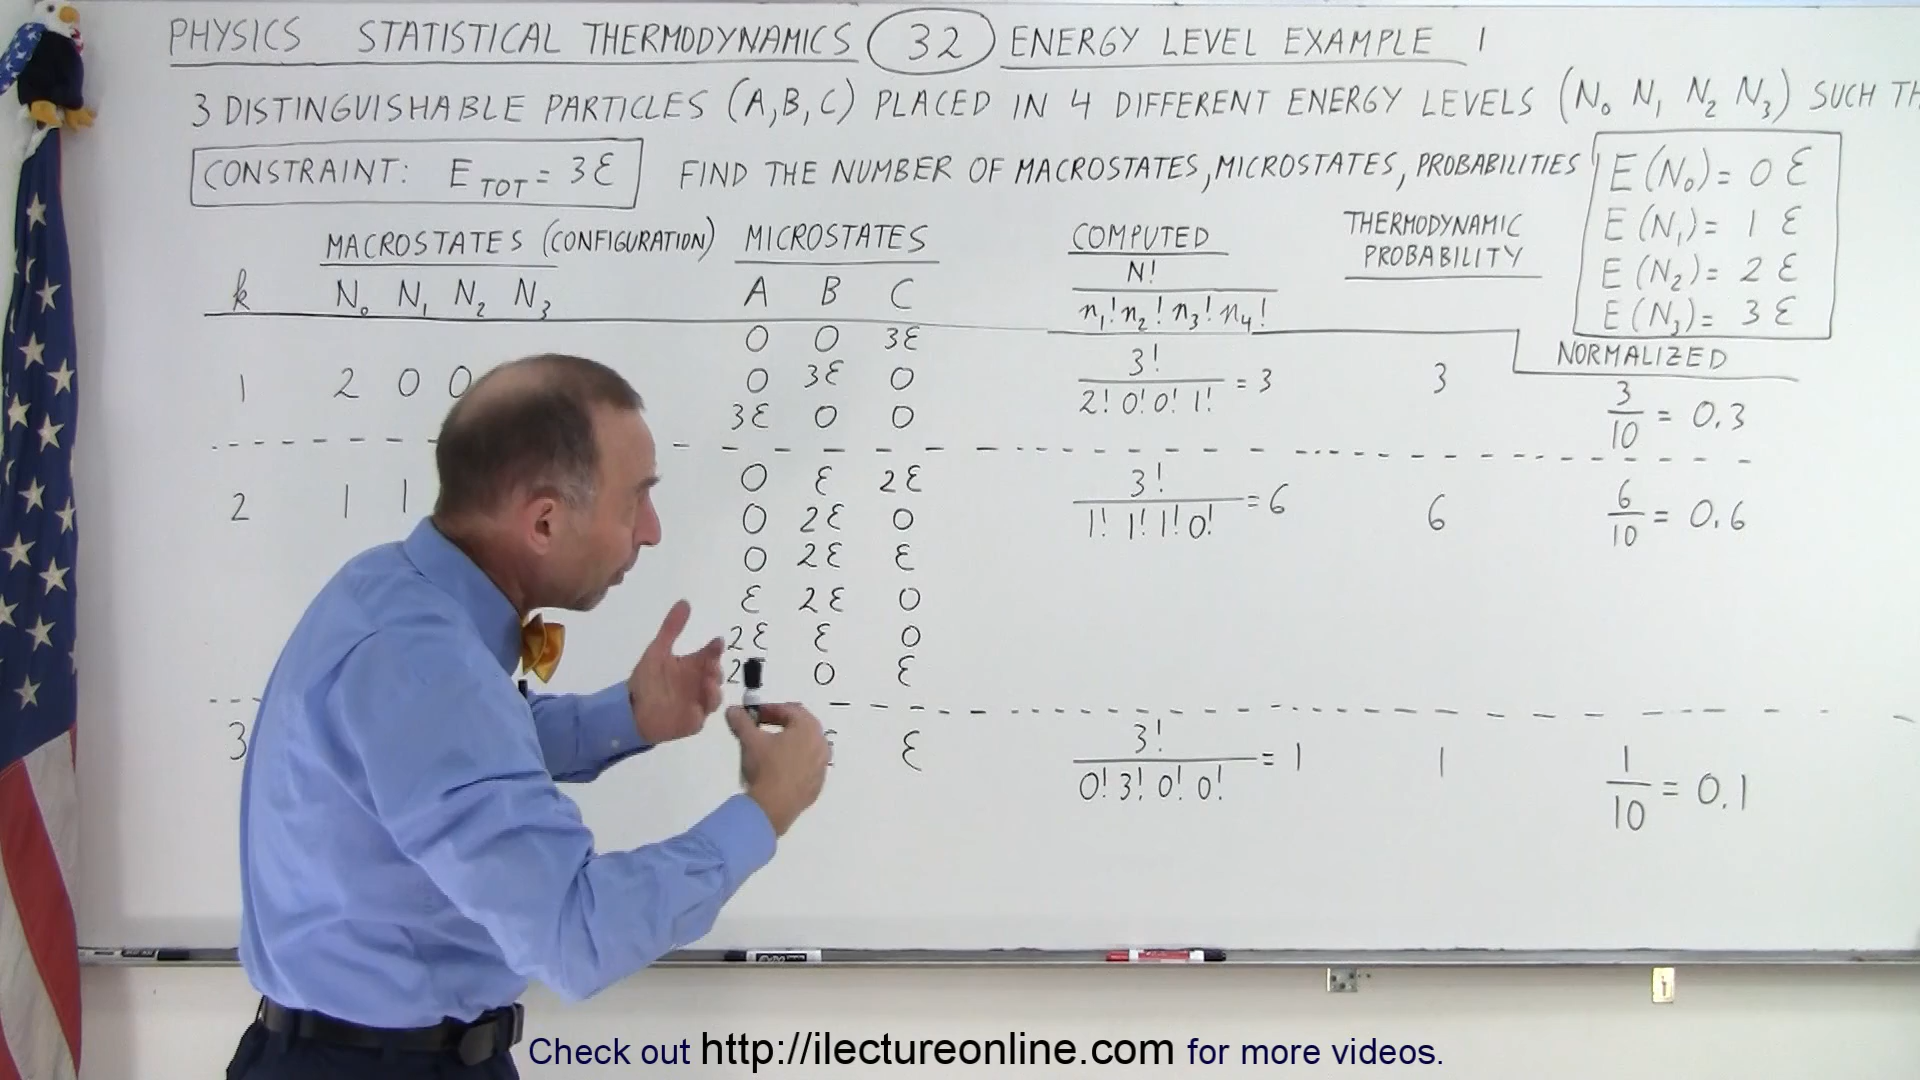 PHYSICS STATISTICAL THERMODYNAMICS 32 ENERGY LEVEL EXAMPLE 1
3 DISTINGUISHABLE PARTICLES (A,B,C) PLACED IN 4 DIFFERENT ENERGY LEVELS (N₀ N₁ N₂ N₃) SUCH TH
CONSTRAINT: E TOT = 3ε FIND THE NUMBER OF MACROSTATES, MICROSTATES, PROBABILITIES
E(N₀) = 0 ε
E(N₁) = 1 ε
E(N₂) = 2 ε
E(N₃) = 3 ε
MACROSTATES (CONFIGURATION) MICROSTATES COMPUTED THERMODYNAMIC PROBABILITY
k N₀ N₁ N₂ N₃ A B C N! / n₁! n₂! n₃! n₄!
NORMALIZED
0 0 3ε
1 2 0 0 0 3ε 0 3! / 2! 0! 0! 1! = 3 3 3/10 = 0.3
3ε 0 0
0 ε 2ε
2 1 1 0 2ε 0 3! / 1! 1! 1! 0! = 6 6 6/10 = 0.6
0 2ε ε
ε 2ε 0
2ε ε 0
2 0 ε
3 ε 3! / 0! 3! 0! 0! = 1 1 1/10 = 0.1
Check out http://ilectureonline.com for more videos.